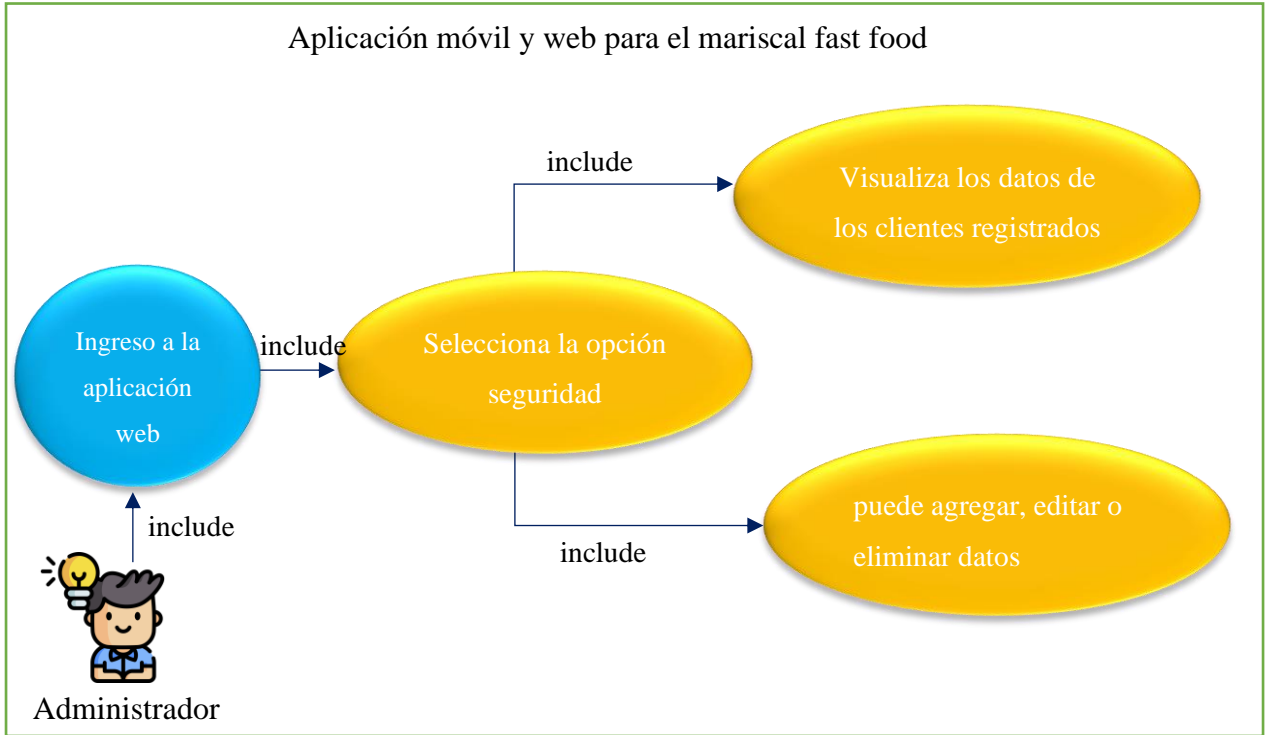 Aplicación móvil y web para el mariscal fast food
include
Visualiza los datos de
los clientes registrados
Ingreso a la
aplicación
web
include
Selecciona la opción
seguridad
include
puede agregar, editar o
eliminar datos
include
Administrador